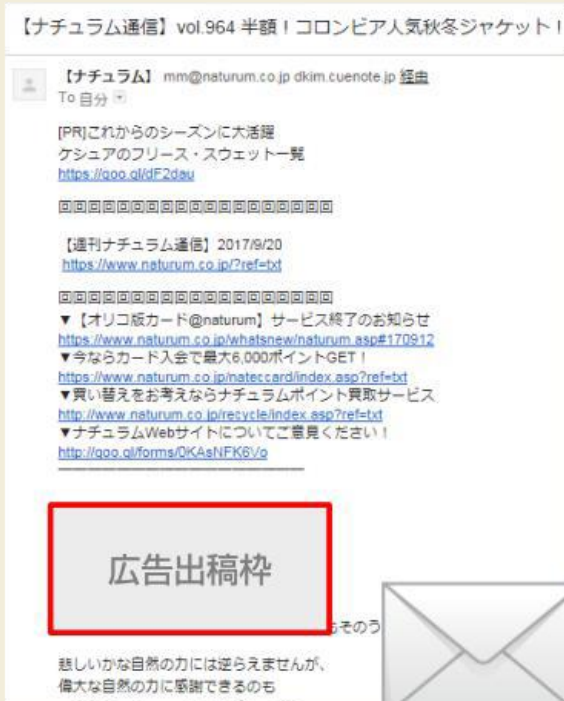 【ナチュラム通信】vol.964 半額！コロンビア人気秋冬ジャケット！
【ナチュラム】 mm@naturum.co.jp dkim.cuenote.jp 経由
To 自分
[PR]これからのシーズンに大活躍
ケシュアのフリース・スウェット一覧
https://goo.gl/dF2dau
回回回回回回回回回回回回回回回回回回回
【週刊ナチュラム通信】2017/9/20
https://www.naturum.co.jp/?ref=txt
回回回回回回回回回回回回回回回回回回回
▼【オリコ版カード@naturum】サービス終了のお知らせ
https://www.naturum.co.jp/whatsnew/naturum.asp#170912
▼今ならカード入会で最大6,000ポイントGET！
https://www.naturum.co.jp/nateccard/index.asp?ref=txt
▼買い替えをお考えならナチュラムポイント買取サービス
http://www.naturum.co.jp/recycle/index.asp?ref=txt
▼ナチュラムWebサイトについてご意見ください！
http://goo.gl/forms/0KAsNFK6Vo
広告出稿枠
もそのう
悲しいかな自然の力には逆らえませんが、
偉大な自然の力に感謝できるのも